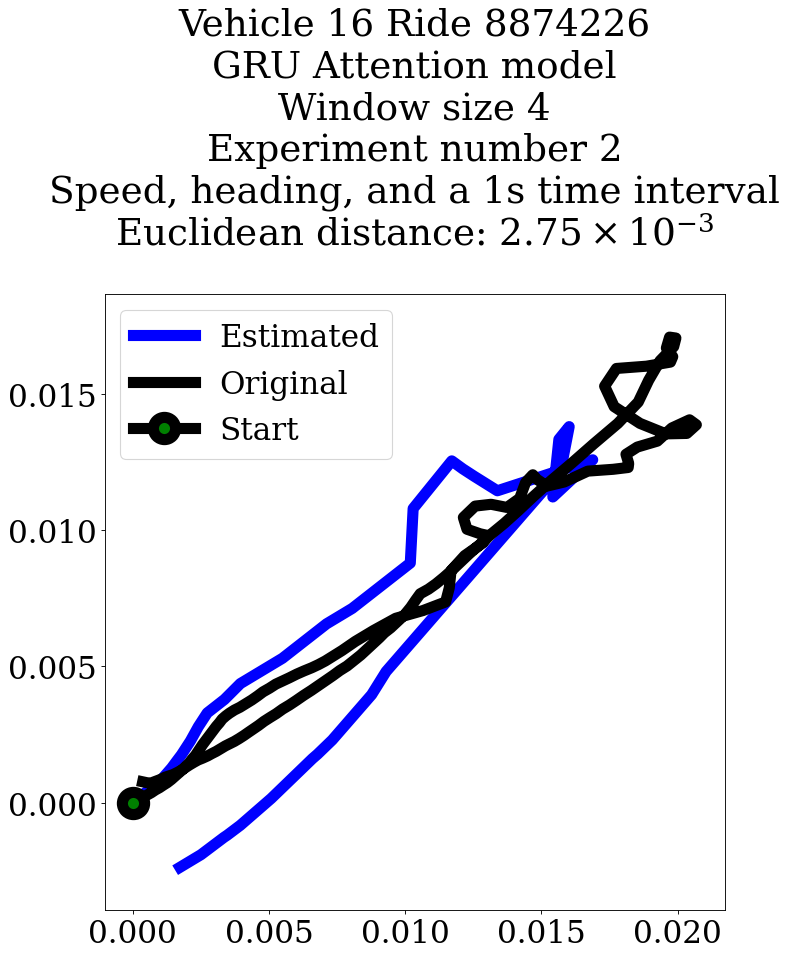 Vehicle 16 Ride 8874226
GRU Attention model
Window size 4
Experiment number 2
Speed, heading, and a 1s time interval
Euclidean distance: 2.75 × 10⁻³
Estimated
Original
Start
0.015
0.010
0.005
0.000
0.000 0.005 0.010 0.015 0.020